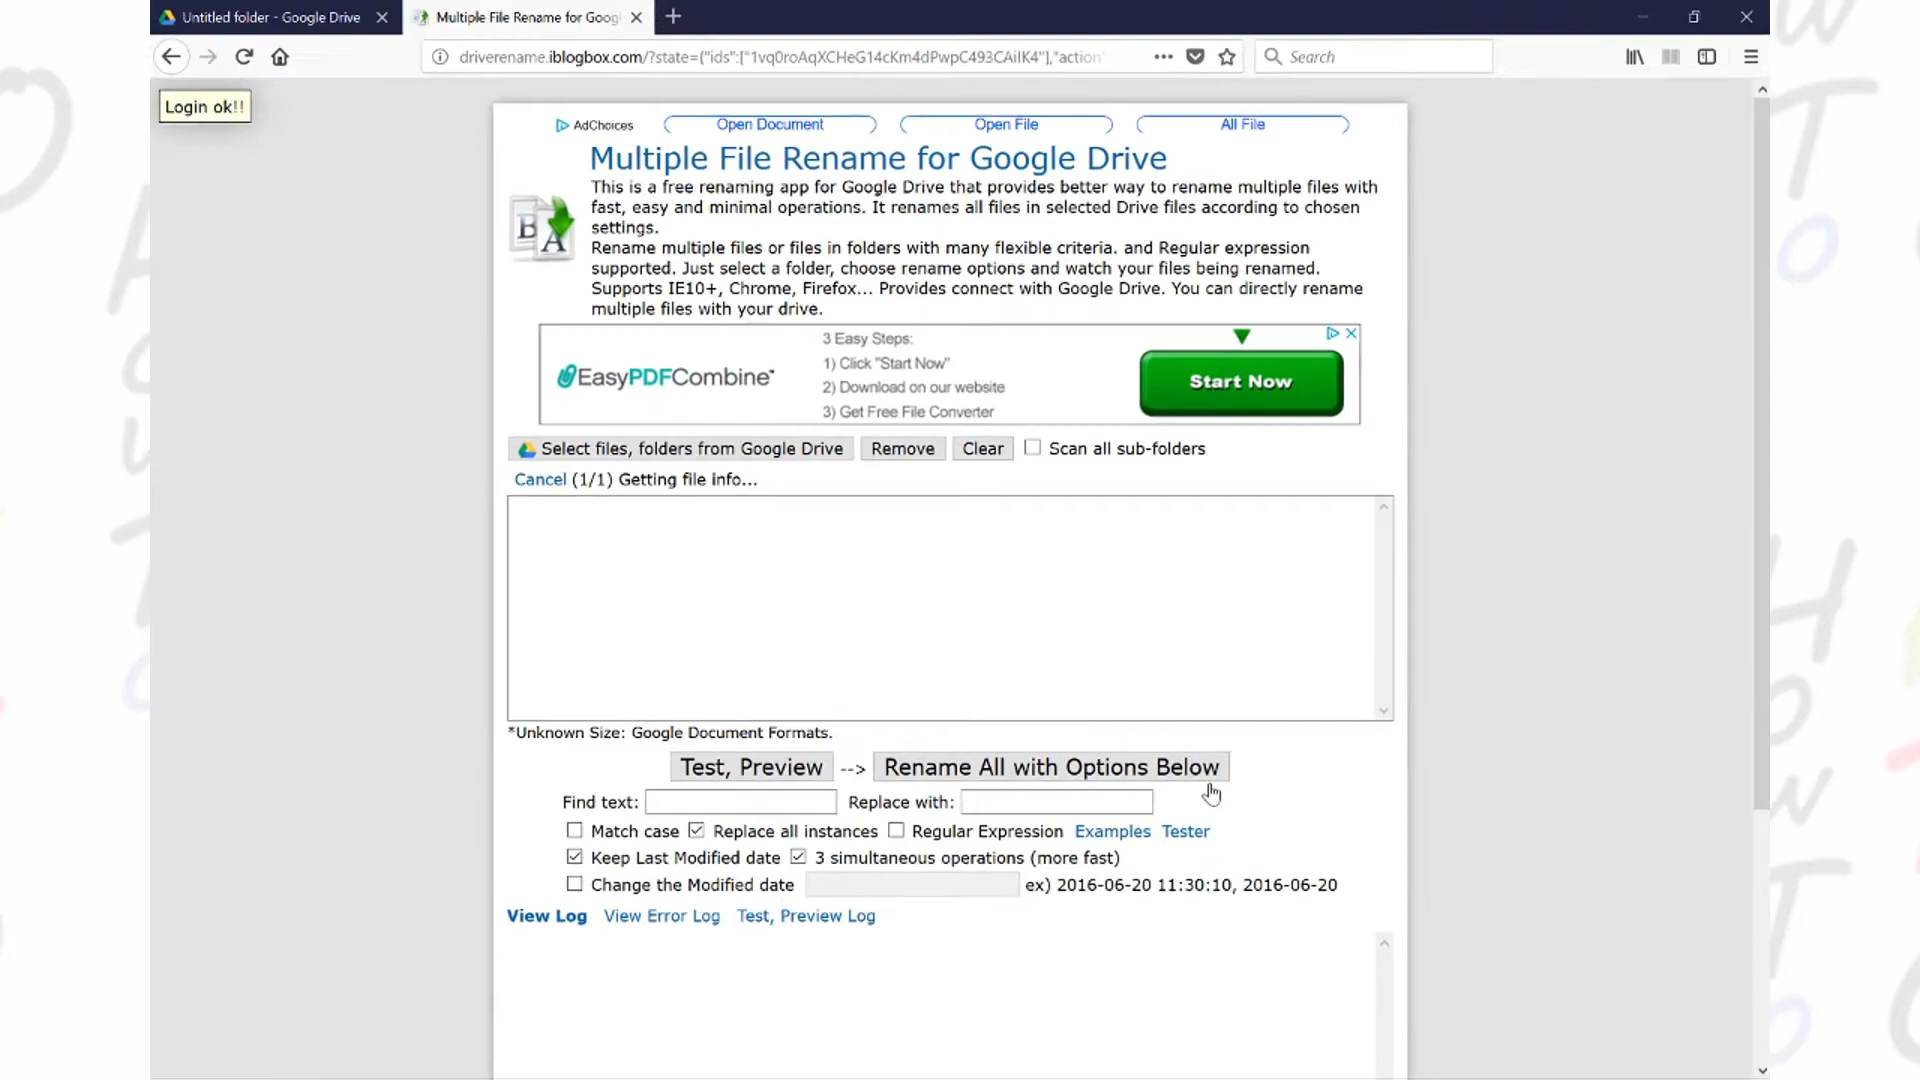 Untitled folder - Google Drive
Multiple File Rename for Goog
driverename.iblogbox.com/?state={"ids":["1vq0roAqXCHeG14cKm4dPwpC493CAilK4"],"action"
Search
Login ok!!
AdChoices
Open Document
Open File
All File
Multiple File Rename for Google Drive
This is a free renaming app for Google Drive that provides better way to rename multiple files with
fast, easy and minimal operations. It renames all files in selected Drive files according to chosen
settings.
Rename multiple files or files in folders with many flexible criteria. and Regular expression
supported. Just select a folder, choose rename options and watch your files being renamed.
Supports IE10+, Chrome, Firefox... Provides connect with Google Drive. You can directly rename
multiple files with your drive.
EasyPDFCombine™
3 Easy Steps:
1) Click "Start Now"
2) Download on our website
3) Get Free File Converter
Start Now
Select files, folders from Google Drive
Remove
Clear
Scan all sub-folders
Cancel (1/1) Getting file info...
*Unknown Size: Google Document Formats.
Test, Preview --> Rename All with Options Below
Find text: Replace with:
Match case Replace all instances Regular Expression Examples Tester
Keep Last Modified date 3 simultaneous operations (more fast)
Change the Modified date ex) 2016-06-20 11:30:10, 2016-06-20
View Log View Error Log Test, Preview Log